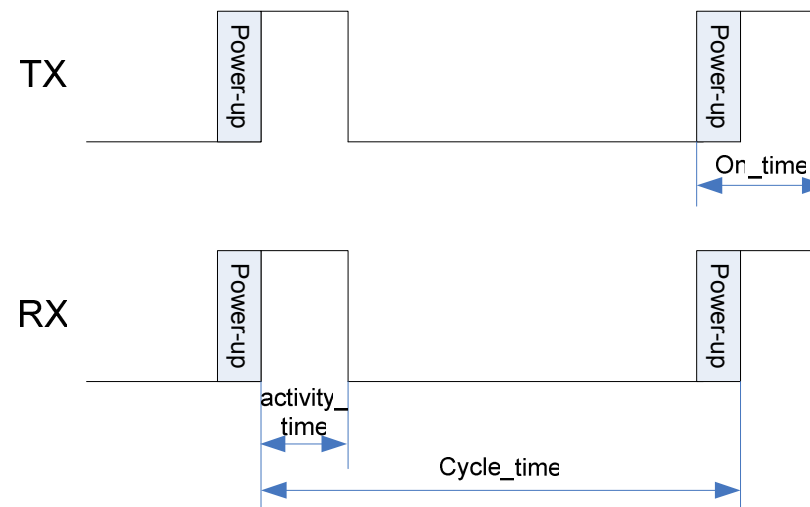 TX
Power-up
Power-up
On_time
RX
Power-up
Power-up
activity_
time
Cycle_time